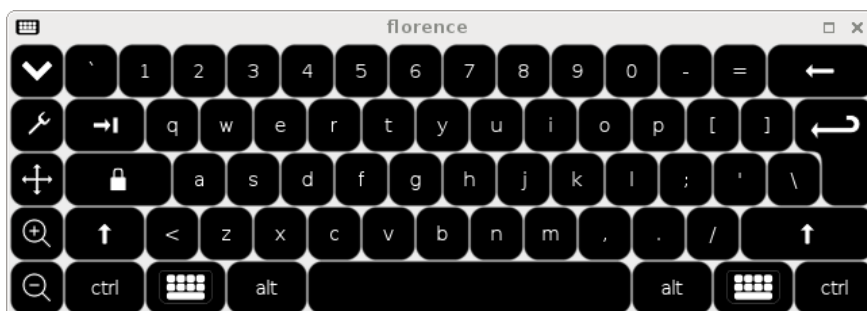 florence
` 1 2 3 4 5 6 7 8 9 0 - =
q w e r t y u i o p [ ]
a s d f g h j k l ; ' \
< z x c v b n m , . /
ctrl alt alt ctrl